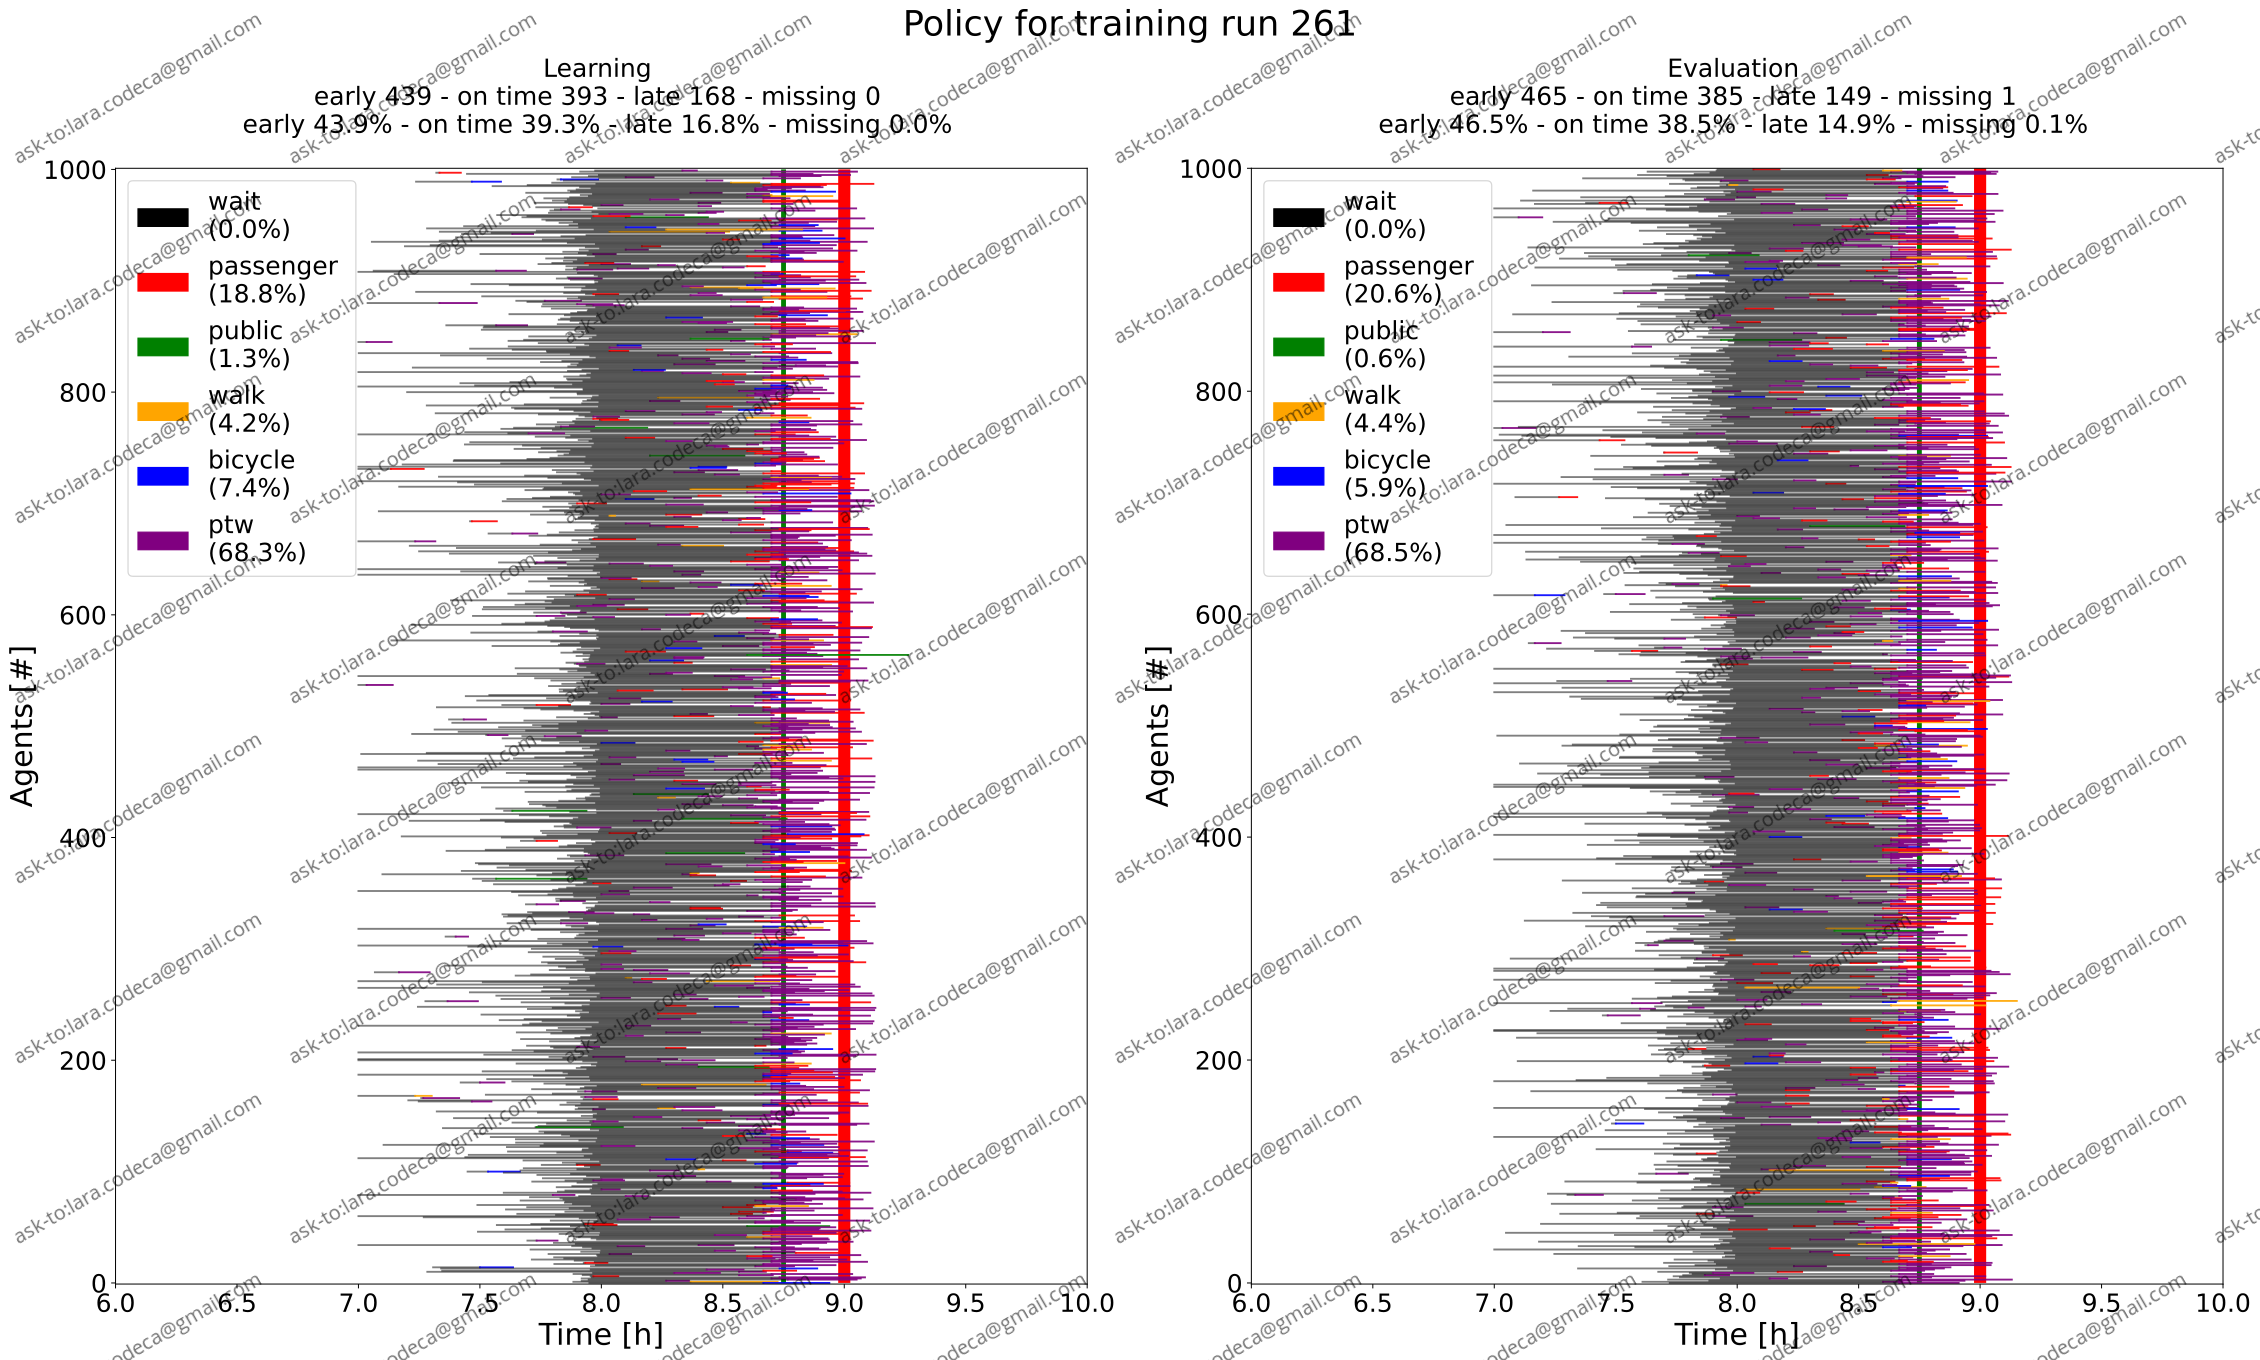 Policy for training run 261
Learning
early 439 - on time 393 - late 168 - missing 0
early 43.9% - on time 39.3% - late 16.8% - missing 0.0%
Evaluation
early 465 - on time 385 - late 149 - missing 1
early 46.5% - on time 38.5% - late 14.9% - missing 0.1%
wait
(0.0%)
passenger
(18.8%)
public
(1.3%)
walk
(4.2%)
bicycle
(7.4%)
ptw
(68.3%)
Agents [#]
1000
800
600
400
200
0
6.0 6.5 7.0 7.5 8.0 8.5 9.0 9.5 10.0
Time [h]
wait
(0.0%)
passenger
(20.6%)
public
(0.6%)
walk
(4.4%)
bicycle
(5.9%)
ptw
(68.5%)
Agents [#]
1000
800
600
400
200
0
6.0 6.5 7.0 7.5 8.0 8.5 9.0 9.5 10.0
Time [h]
ask-to:lara.codeca@gmail.com